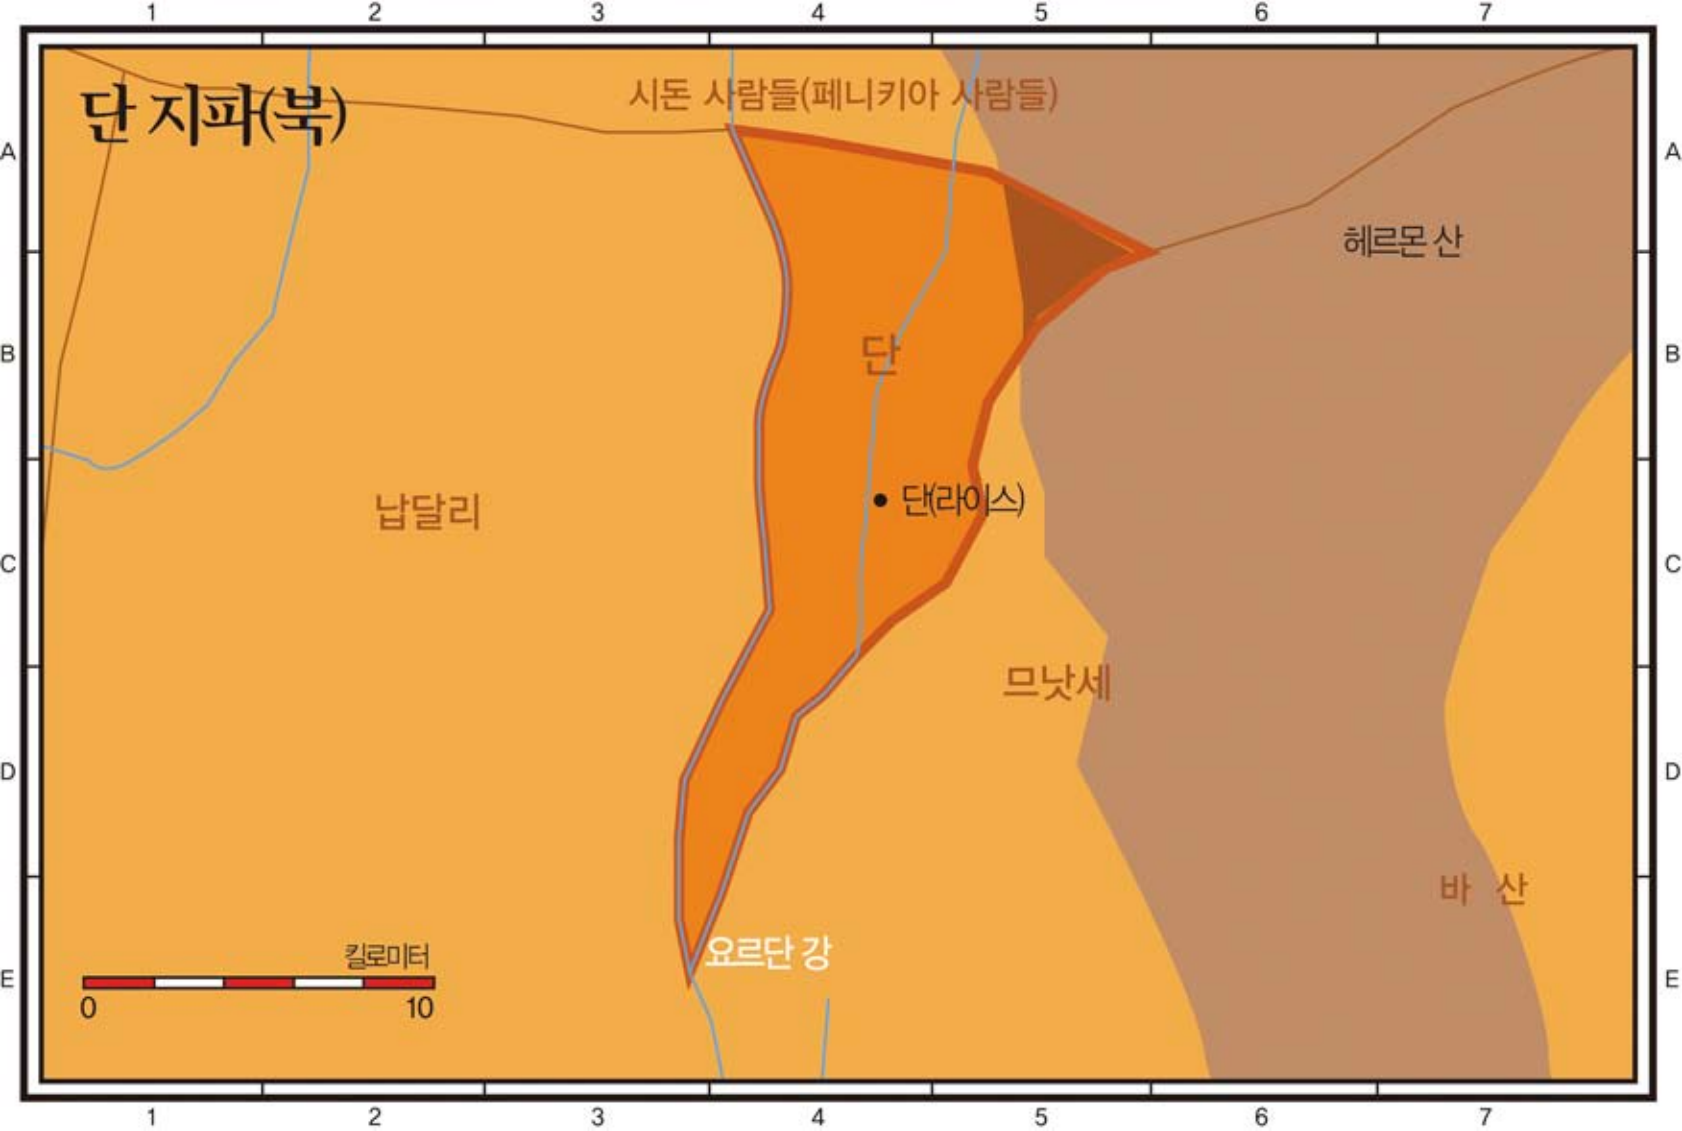 1 2 3 4 5 6 7
단 지파(북)
시돈 사람들(페니키아 사람들)
A A
헤르몬 산
B 단 B
단(라이스)
납달리
C C
므낫세
D D
바 산
요르단 강
킬로미터
E E
0 10
1 2 3 4 5 6 7